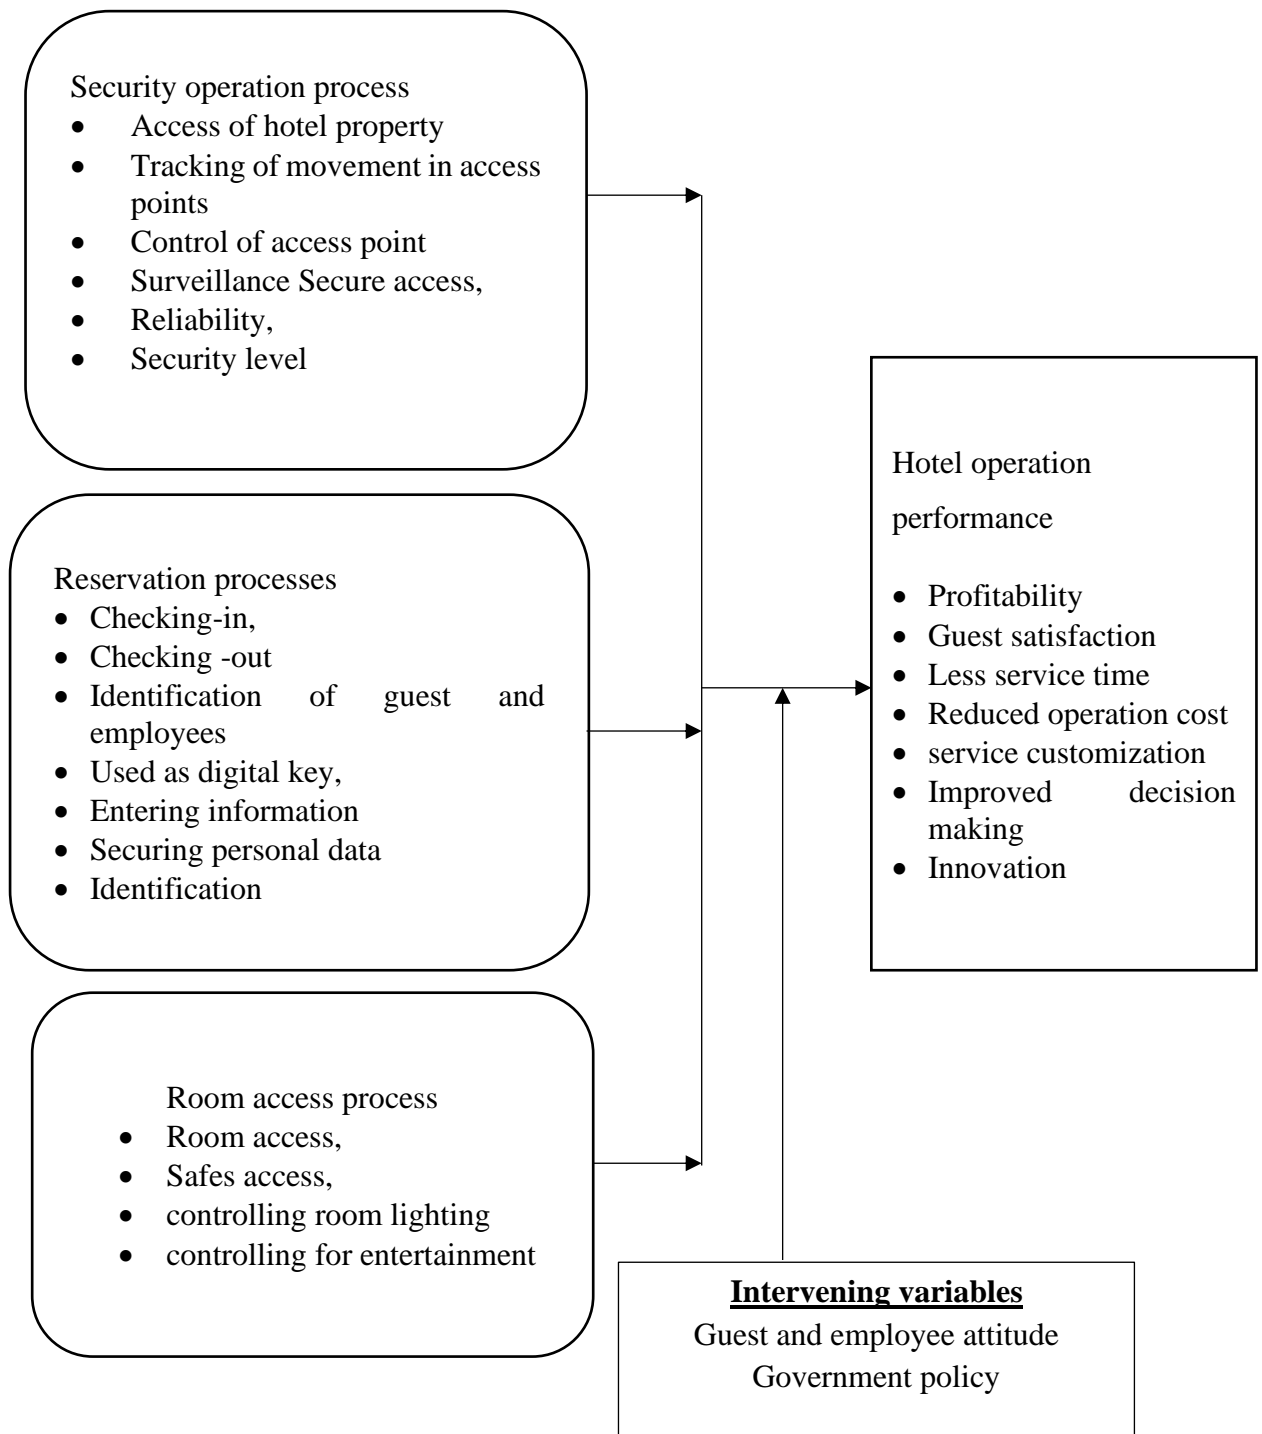 Security operation process
• Access of hotel property
• Tracking of movement in access
points
• Control of access point
• Surveillance Secure access,
• Reliability,
• Security level
Reservation processes
• Checking-in,
• Checking -out
• Identification of guest and
employees
• Used as digital key,
• Entering information
• Securing personal data
• Identification
Room access process
• Room access,
• Safes access,
• controlling room lighting
• controlling for entertainment
Hotel operation
performance
• Profitability
• Guest satisfaction
• Less service time
• Reduced operation cost
• service customization
• Improved decision
making
• Innovation
Intervening variables
Guest and employee attitude
Government policy